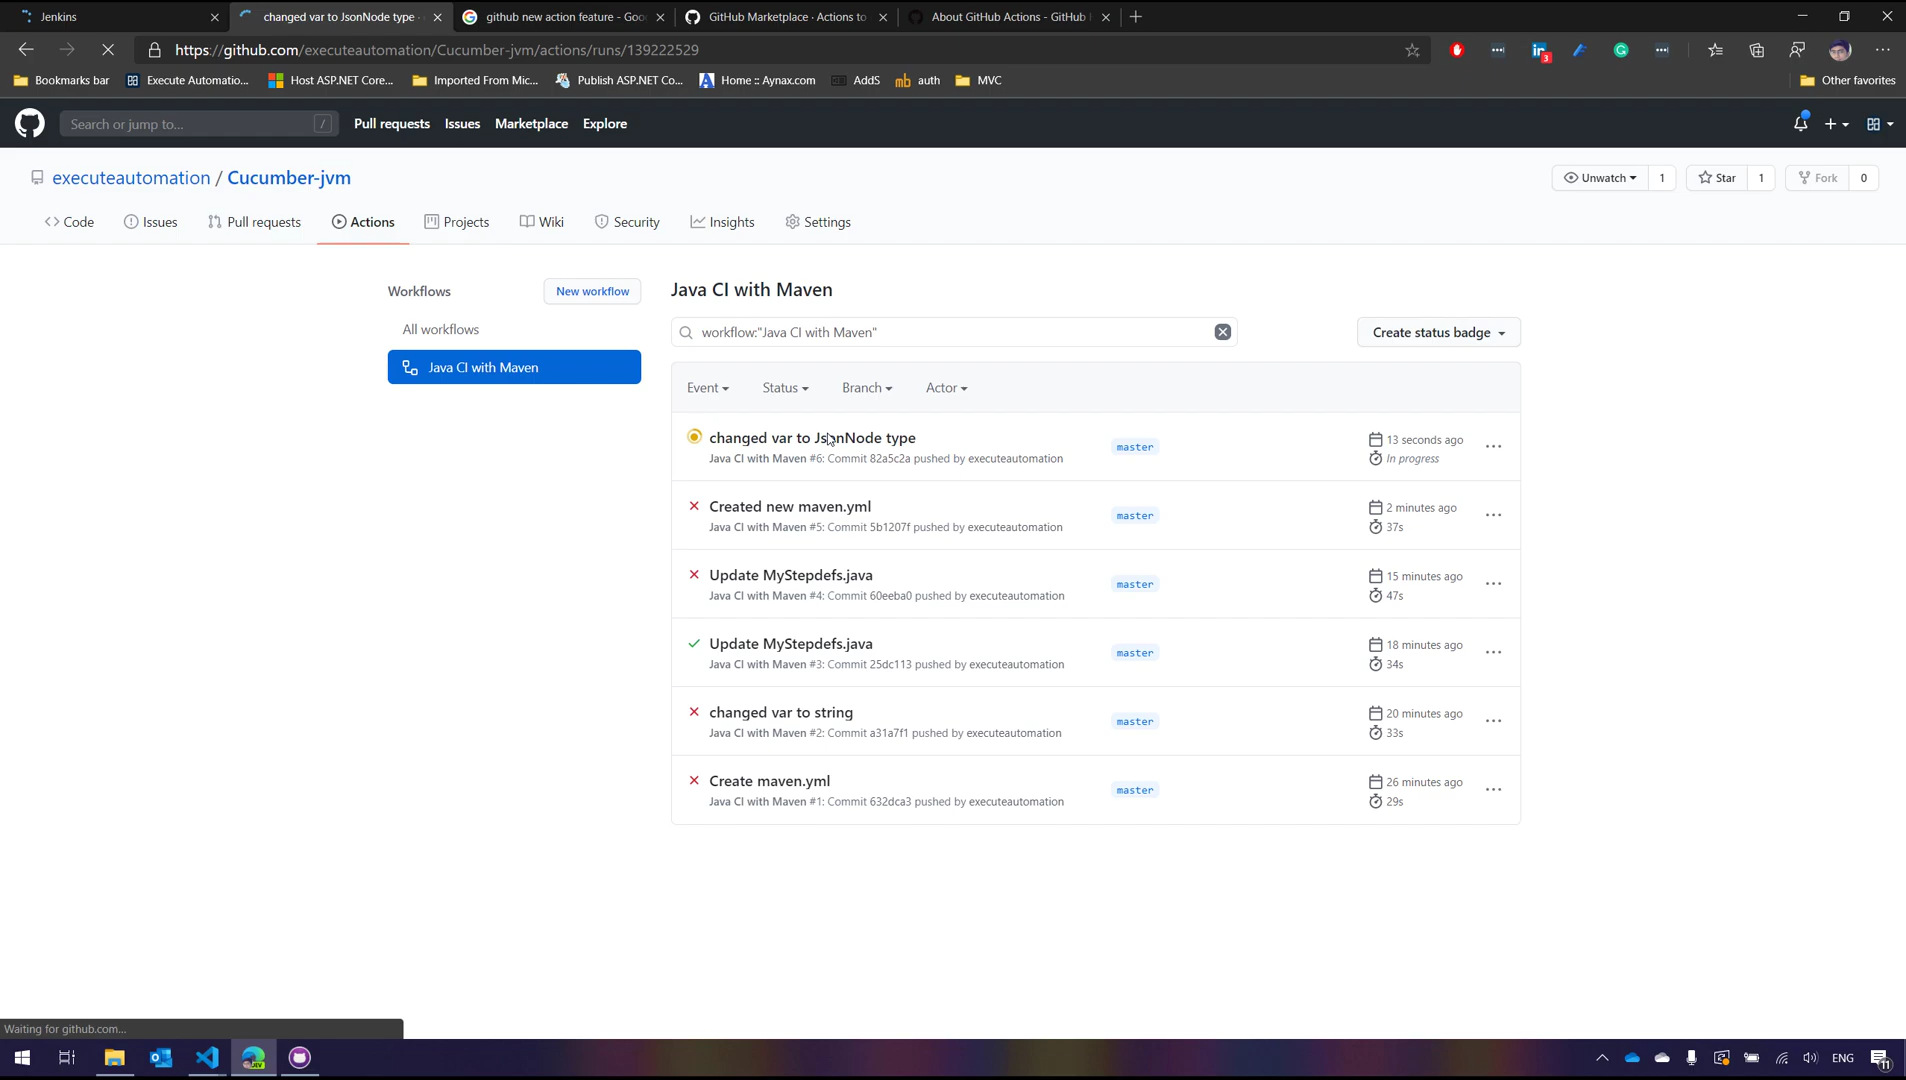 Jenkins
changed var to JsonNode type ·
github new action feature - Goo
GitHub Marketplace · Actions to
About GitHub Actions - GitHub
https://github.com/executeautomation/Cucumber-jvm/actions/runs/139222529
3
Bookmarks bar
Execute Automatio...
Host ASP.NET Core...
Imported From Mic...
Publish ASP.NET Co...
Home :: Aynax.com
AddS
auth
MVC
Other favorites
Search or jump to...
/
Pull requests
Issues
Marketplace
Explore
executeautomation / Cucumber-jvm
Unwatch
1
Star
1
Fork
0
Code
Issues
Pull requests
Actions
Projects
Wiki
Security
Insights
Settings
Workflows
New workflow
All workflows
Java CI with Maven
Java CI with Maven
workflow:"Java CI with Maven"
Create status badge
Event
Status
Branch
Actor
changed var to JsonNode type
Java CI with Maven #6: Commit 82a5c2a pushed by executeautomation
master
13 seconds ago
In progress
Created new maven.yml
Java CI with Maven #5: Commit 5b1207f pushed by executeautomation
master
2 minutes ago
37s
Update MyStepdefs.java
Java CI with Maven #4: Commit 60eeba0 pushed by executeautomation
master
15 minutes ago
47s
Update MyStepdefs.java
Java CI with Maven #3: Commit 25dc113 pushed by executeautomation
master
18 minutes ago
34s
changed var to string
Java CI with Maven #2: Commit a31a7f1 pushed by executeautomation
master
20 minutes ago
33s
Create maven.yml
Java CI with Maven #1: Commit 632dca3 pushed by executeautomation
master
26 minutes ago
29s
Waiting for github.com...
DEV
ENG
11